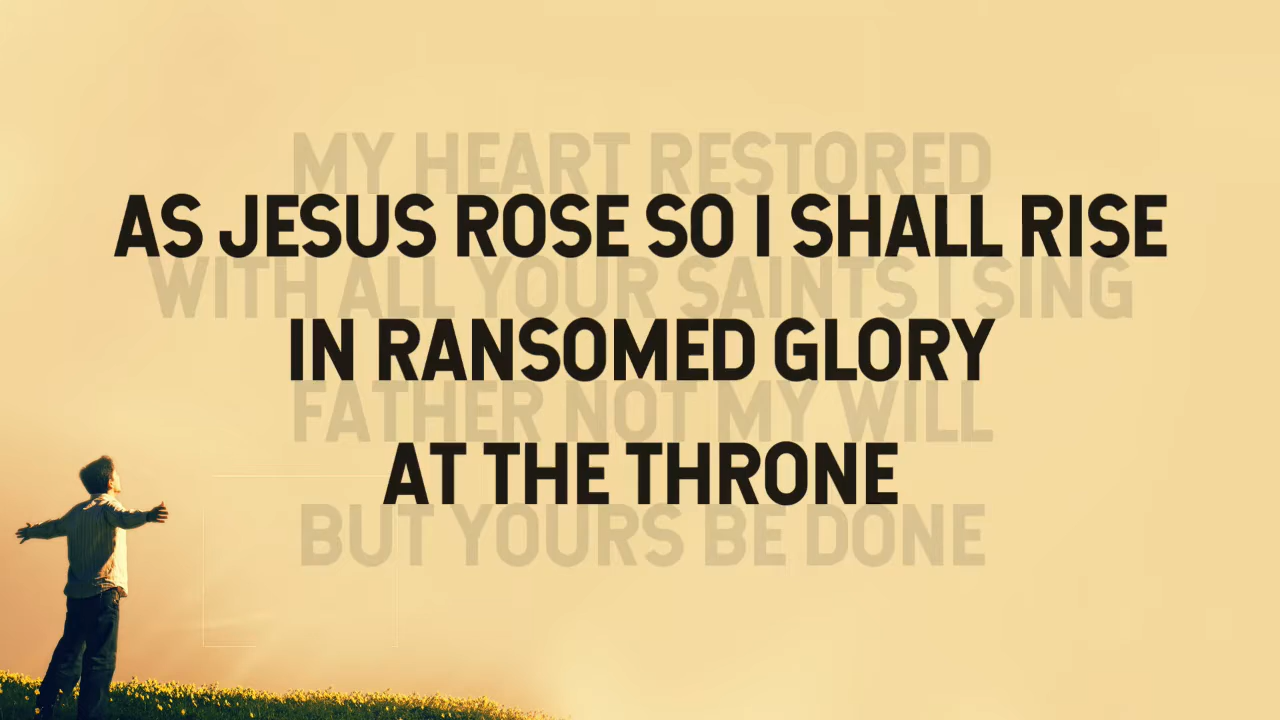 MY HEART RESTORED
AS JESUS ROSE SO I SHALL RISE
WITH ALL YOUR SAINTS I SING
IN RANSOMED GLORY
FATHER NOT MY WILL
AT THE THRONE
BUT YOURS BE DONE